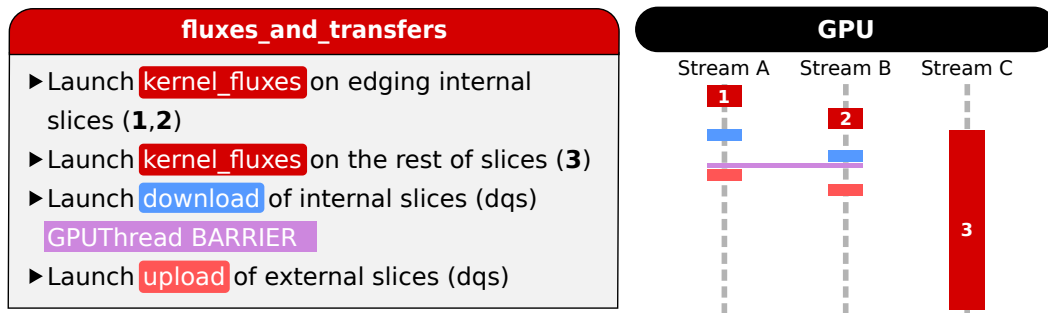 fluxes_and_transfers
▶Launch kernel_fluxes on edging internal
slices (1,2)
▶Launch kernel_fluxes on the rest of slices (3)
▶Launch download of internal slices (dqs)
GPUThread BARRIER
▶Launch upload of external slices (dqs)
GPU
Stream A Stream B Stream C
1
2
3